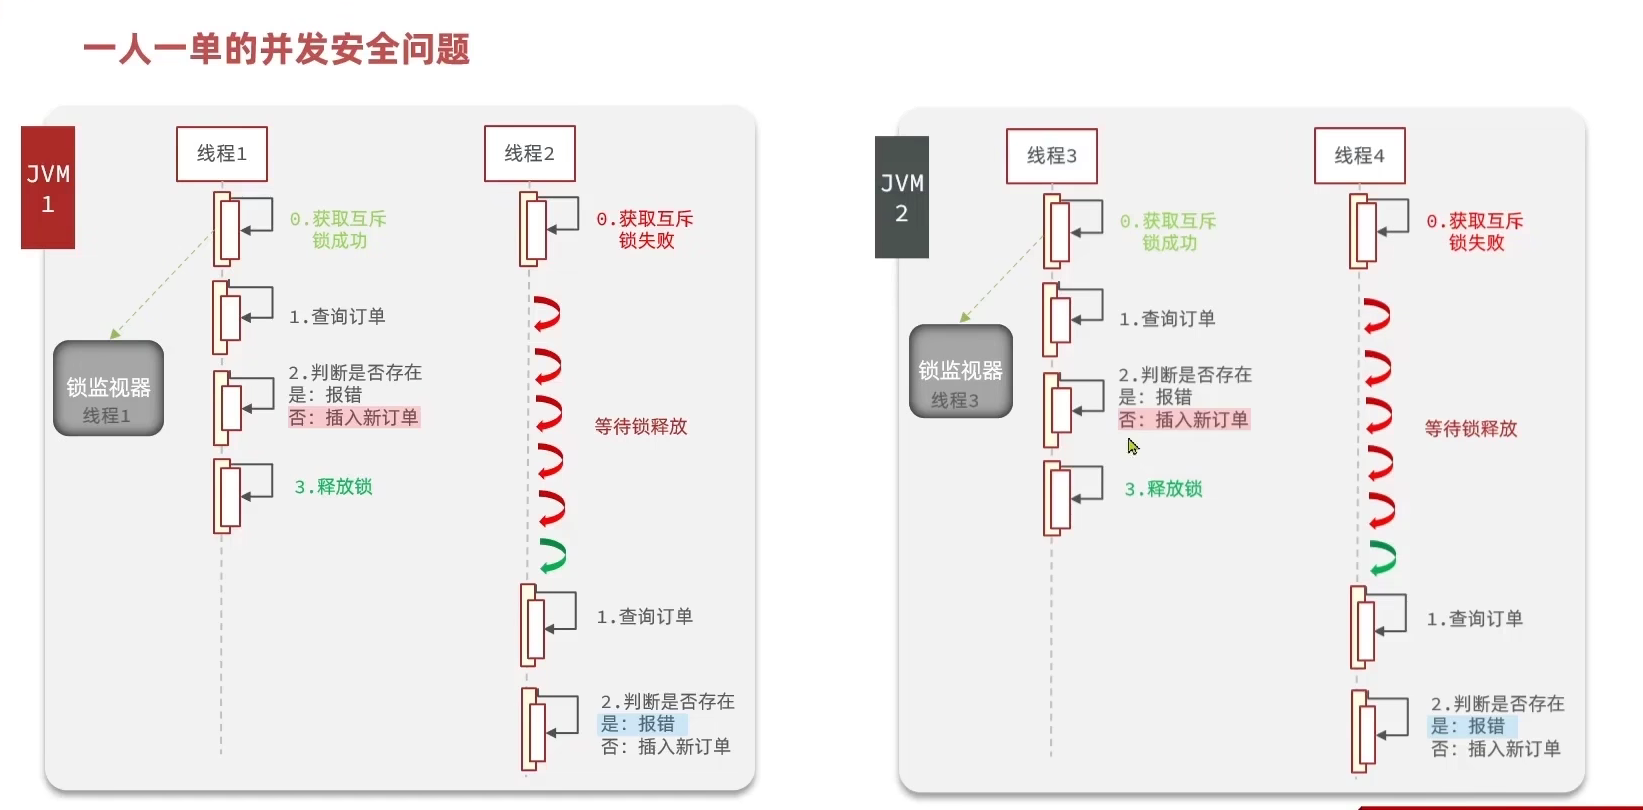 一人一单的并发安全问题
JVM
1
线程1
线程2
0.获取互斥
锁成功
0.获取互斥
锁失败
1.查询订单
锁监视器
线程1
2.判断是否存在
是: 报错
否: 插入新订单
等待锁释放
3.释放锁
1.查询订单
2.判断是否存在
是: 报错
否: 插入新订单
JVM
2
线程3
线程4
0.获取互斥
锁成功
0.获取互斥
锁失败
1.查询订单
锁监视器
线程3
2.判断是否存在
是: 报错
否: 插入新订单
等待锁释放
3.释放锁
1.查询订单
2.判断是否存在
是: 报错
否: 插入新订单